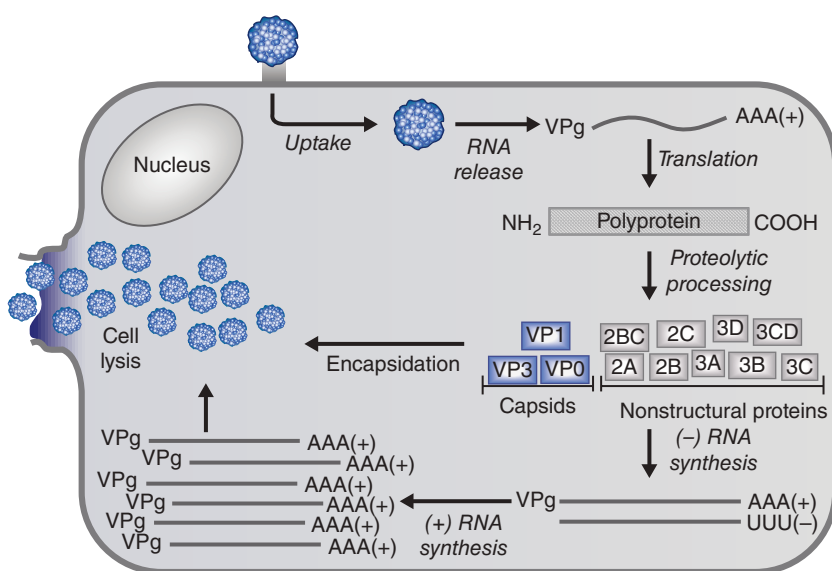 Nucleus
Uptake
RNA
release
VPg
AAA(+)
Translation
NH2
Polyprotein
COOH
Proteolytic
processing
VP1
VP3
VP0
Capsids
2BC
2C
3D
3CD
2A
2B
3A
3B
3C
Nonstructural proteins
Encapsidation
Cell
lysis
(–) RNA
synthesis
VPg
AAA(+)
UUU(–)
(+) RNA
synthesis
VPg AAA(+)
VPg AAA(+)
VPg AAA(+)
VPg AAA(+)
VPg AAA(+)
VPg AAA(+)